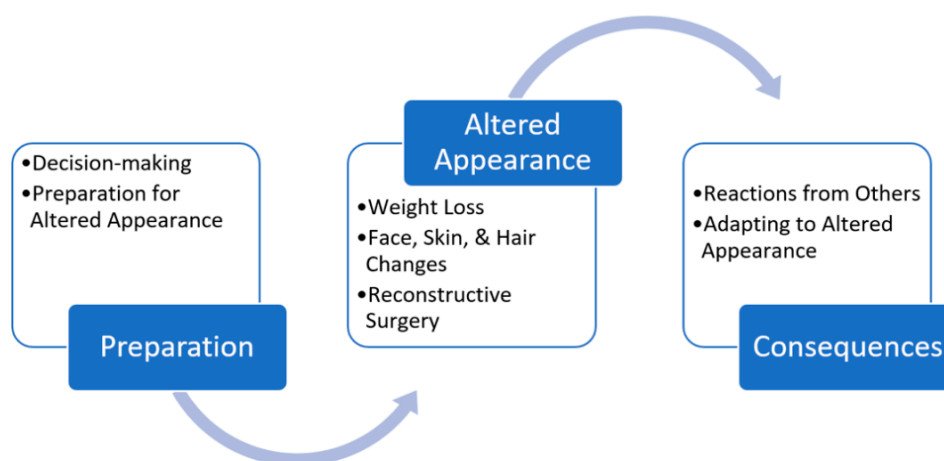 •Decision-making
•Preparation for
Altered Appearance
Preparation
Altered
Appearance
•Weight Loss
•Face, Skin, & Hair
Changes
•Reconstructive
Surgery
•Reactions from Others
•Adapting to Altered
Appearance
Consequences